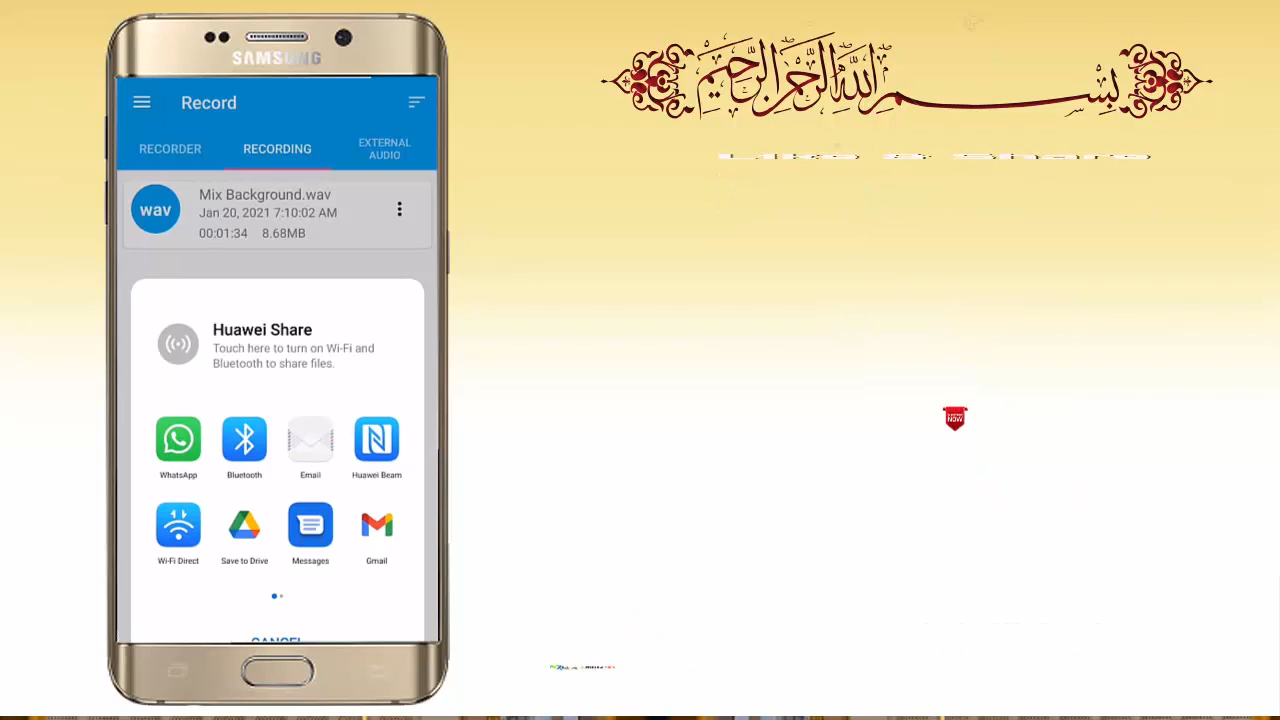 SAMSUNG
Record
RECORDER
RECORDING
EXTERNAL
AUDIO
Mix Background.wav
wav
Jan 20, 2021 7:10:02 AM
00:01:34 8.68MB
Huawei Share
Touch here to turn on Wi-Fi and
Bluetooth to share files.
WhatsApp
Bluetooth
Email
Huawei Beam
Wi-Fi Direct
Save to Drive
Messages
Gmail
CANCEL
بسم الله الرحمن الرحيم
NOW